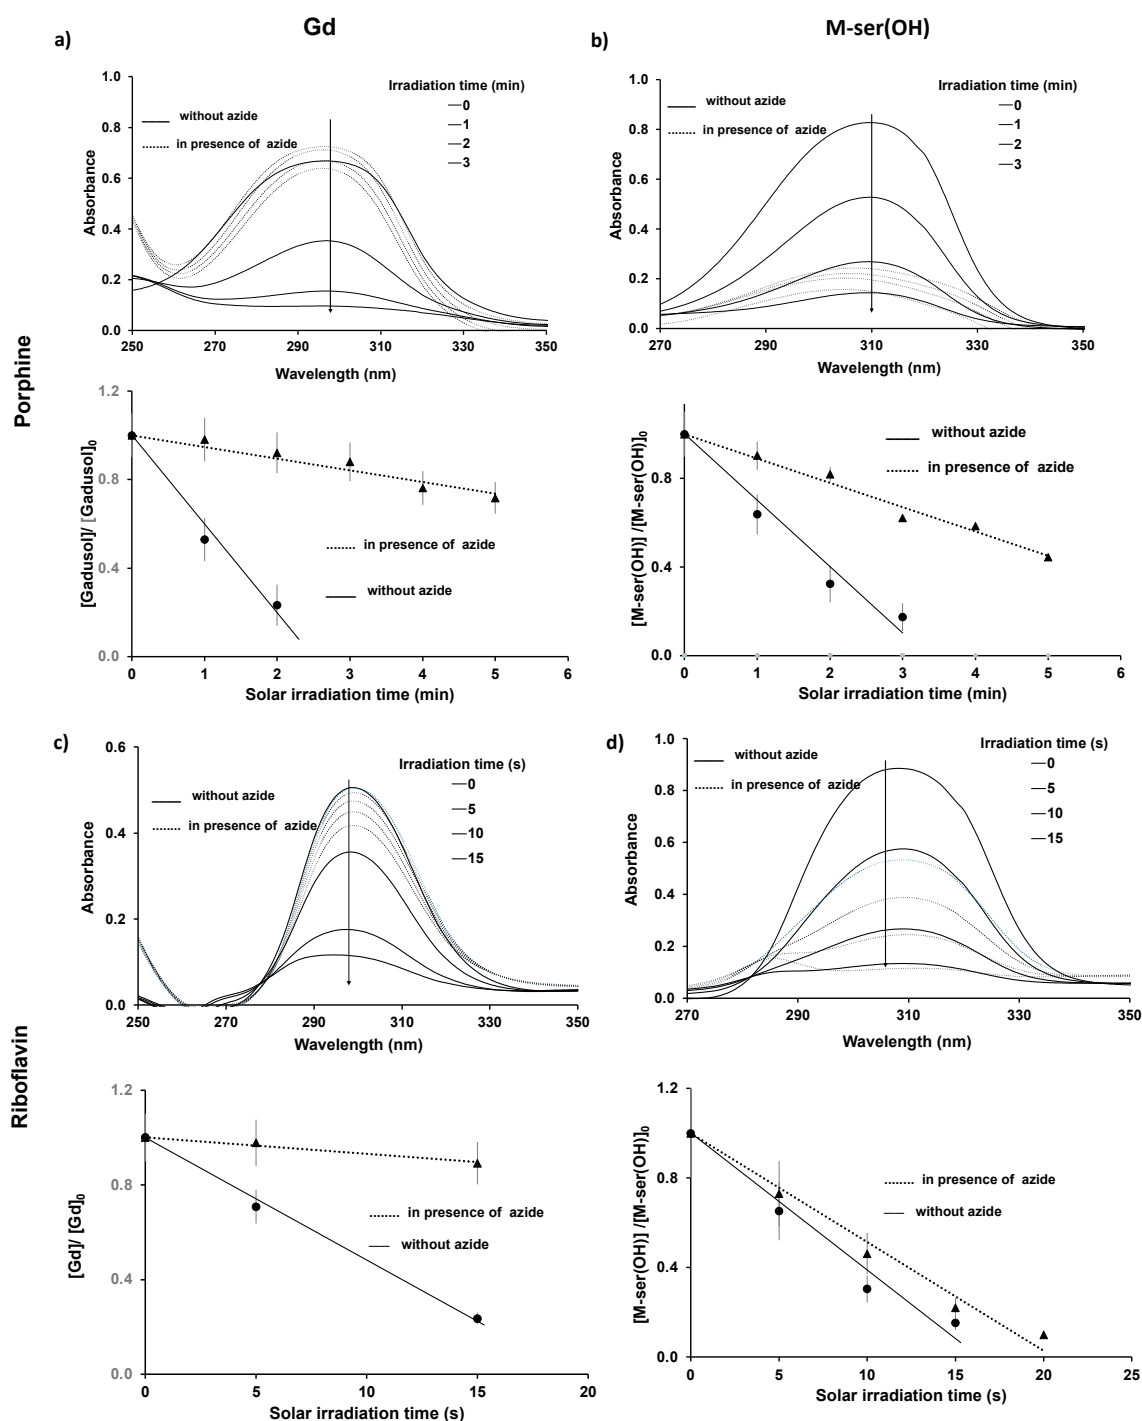 Gd
M-ser(OH)
Porphine
a)
1.0
0.8
0.6
0.4
0.2
0.0
Absorbance
without azide
in presence of azide
Irradiation time (min)
0
1
2
3
250 270 290 310 330 350
Wavelength (nm)
b)
1.0
0.8
0.6
0.4
0.2
0.0
Absorbance
without azide
in presence of azide
Irradiation time (min)
0
1
2
3
270 290 310 330 350
Wavelength (nm)
1.2
0.8
0.4
0.0
[Gadusol]/ [Gadusol]0
in presence of azide
without azide
0 1 2 3 4 5 6
Solar irradiation time (min)
1.0
0.8
0.4
0.0
[M-ser(OH)] /[M-ser(OH)]0
without azide
in presence of azide
0 1 2 3 4 5 6
Solar irradiation time (min)
Riboflavin
c)
0.6
0.4
0.2
0.0
Absorbance
without azide
in presence of azide
Irradiation time (s)
0
5
10
15
250 270 290 310 330 350
Wavelength (nm)
d)
1.0
0.8
0.6
0.4
0.2
0.0
Absorbance
without azide
in presence of azide
Irradiation time (s)
0
5
10
15
270 290 310 330 350
Wavelength (nm)
1.2
0.8
0.4
0.0
[Gd]/ [Gd]0
in presence of azide
without azide
0 5 10 15 20
Solar irradiation time (s)
1.2
0.8
0.4
0.0
[M-ser(OH)] /[M-ser(OH)]0
in presence of azide
without azide
0 5 10 15 20 25
Solar irradiation time (s)